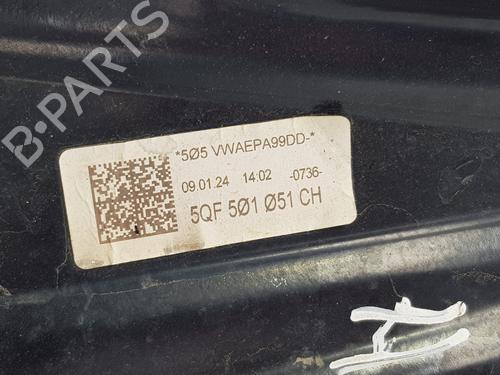 B-PARTS
*5Ø5 VWAEPA99DD-*
09.01.24 14:02 -0736-
5QF 5Ø1 Ø51 CH